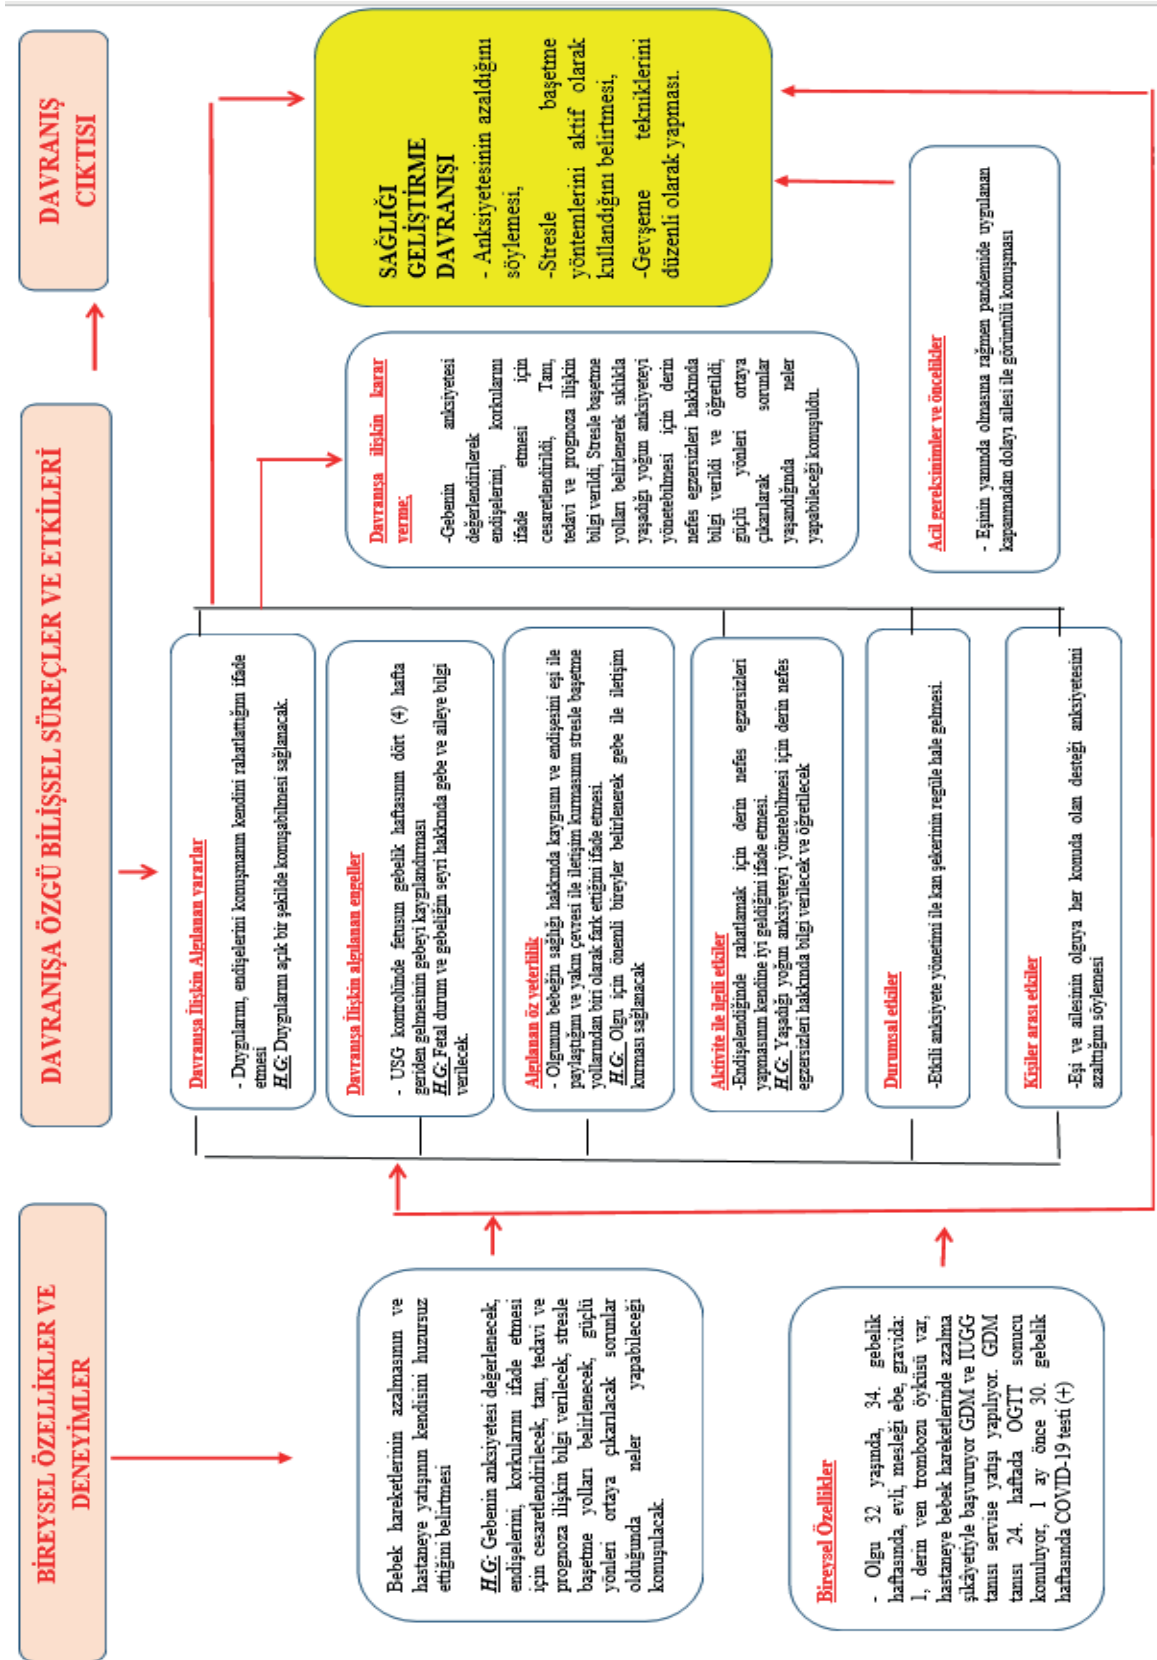 BİREYSEL ÖZELLİKLER VE
DENEYİMLER
DAVRANIŞA ÖZGÜ BİLİŞSEL SÜREÇLER VE ETKİLERİ
DAVRANIŞ
CIKTISI
Bebek hareketlerinin azalmasının ve
hastaneye yatışının kendisini huzursuz
ettiğini belirtmesi
H.G: Gebenin anksiyetesi değerlenecek,
endişelerini, korkularını ifade etmesi
için cesaretlendirilecek, tanı, tedavi ve
prognoza ilişkin bilgi verilecek, stresle
başetme yolları belirlenecek, güçlü
yönleri ortaya çıkarılacak sorunlar
olduğunda neler yapabileceği
konuşulacak.
Bireysel Özellikler
- Olgu 32 yaşında, 34. gebelik
haftasında, evli, mesleği ebe, gravida:
1, derin ven trombozu öyküsü var,
hastaneye bebek hareketlerinde azalma
şikâyetiyle başvuruyor GDM ve IUGG
tanısı servise yatışı yapılıyor. GDM
tanısı 24. haftada OGTT sonucu
konuluyor, 1 ay önce 30. gebelik
haftasında COVID-19 testi (+)
Davranışa İlişkin Algılanan yararlar
- Duygularını, endişelerini konuşmanın kendini rahatlattığını ifade
etmesi
H.G: Duygularını açık bir şekilde konuşabilmesi sağlanacak.
Davranışa İlişkin algılanan engeller
- USG kontrolünde fetusun gebelik haftasının dört (4) hafta
geriden gelmesinin gebeyi kaygılandırması
H.G: Fetal durum ve gebeliğin seyri hakkında gebe ve aileye bilgi
verilecek.
Algılanan öz yeterlilik
- Olgunun bebeğin sağlığı hakkında kaygısını ve endişesini eşi ile
paylaştığını ve yakın çevresi ile iletişim kurmasının stresle başetme
yollarından biri olarak fark ettiğini ifade etmesi.
H.G: Olgu için önemli bireyler belirlenerek gebe ile iletişim
kurması sağlanacak
Aktivite ile ilgili etkiler
-Endişelendiğinde rahatlamak için derin nefes egzersizleri
yapmasının kendine iyi geldiğini ifade etmesi.
H.G: Yaşadığı yoğun anksiyeteyi yönetebilmesi için derin nefes
egzersizleri hakkında bilgi verilecek ve öğretilecek
Durumsal etkiler
-Etkili anksiyete yönetimi ile kan şekerinin regüle hale gelmesi.
Kişiler arası etkiler
-Eşi ve ailesinin olguya her konuda olan desteği anksiyetesini
azalttığını söylemesi
Davranışa ilişkin karar
verme:
-Gebenin anksiyetesi
değerlendirilerek
endişelerini, korkularını
ifade etmesi için
cesaretlendirildi, Tanı,
tedavi ve prognoza ilişkin
bilgi verildi, Stresle başetme
yolları belirlenerek sıklıkla
yaşadığı yoğun anksiyeteyi
yönetebilmesi için derin
nefes egzersizleri hakkında
bilgi verildi ve öğretildi,
güçlü yönleri ortaya
çıkarılarak sorunlar
yaşandığında neler
yapabileceği konuşuldu.
Acil gereksinimler ve öncelikler
- Eşinin yanında olmasına rağmen pandemide uygulanan
kapanmadan dolayı ailesi ile görüntülü konuşması
SAĞLIĞI
GELİŞTİRME
DAVRANIŞI
- Anksiyetesinin azaldığını
söylemesi,
-Stresle başetme
yöntemlerini aktif olarak
kullandığını belirtmesi,
-Gevşeme tekniklerini
düzenli olarak yapması.